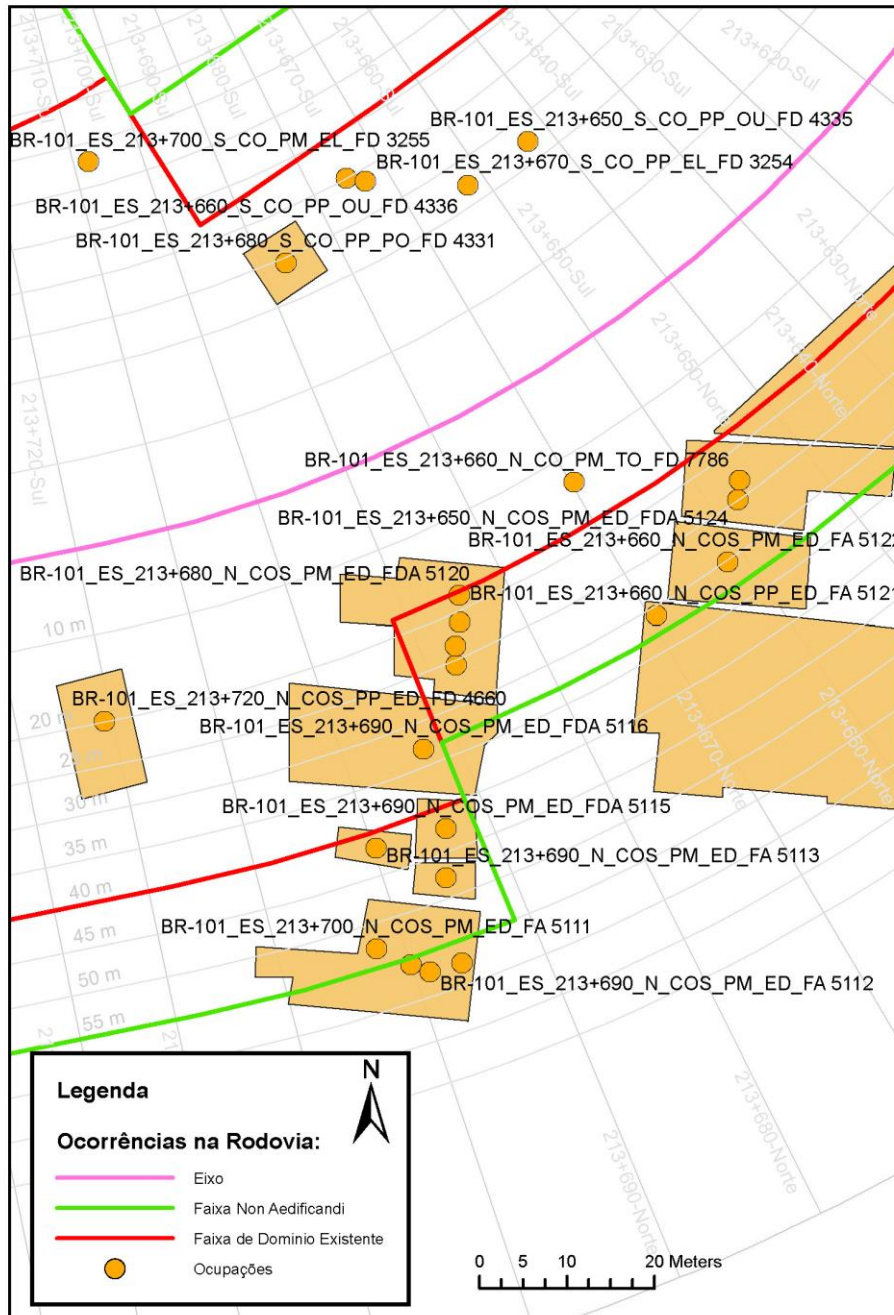 213+710-Sul
213+700-Sul
213+690-Sul
213+680-Sul
213+670-Sul
213+660-Sul
213+640-Sul
213+630-Sul
213+620-Sul
BR-101_ES_213+650_S_CO_PP_OU_FD 4335
BR-101_ES_213+700_S_CO_PM_EL_FD 3255
BR-101_ES_213+670_S_CO_PP_EL_FD 3254
BR-101_ES_213+660_S_CO_PP_OU_FD 4336
BR-101_ES_213+680_S_CO_PP_PO_FD 4331
213+650-Sul
213+630-Norte
213+640-Norte
213+650-Norte
213+720-Sul
BR-101_ES_213+660_N_CO_PM_TO_FD 7786
BR-101_ES_213+650_N_COS_PM_ED_FDA 5124
BR-101_ES_213+660_N_COS_PM_ED_FA 5122
BR-101_ES_213+680_N_COS_PM_ED_FDA 5120
BR-101_ES_213+660_N_COS_PP_ED_FA 5121
10 m
BR-101_ES_213+720_N_COS_PP_ED_FD 4660
20 m
BR-101_ES_213+690_N_COS_PM_ED_FDA 5116
25 m
213+660-Norte
213+670-Norte
30 m
BR-101_ES_213+690_N_COS_PM_ED_FDA 5115
35 m
BR-101_ES_213+690_N_COS_PM_ED_FA 5113
40 m
BR-101_ES_213+700_N_COS_PM_ED_FA 5111
45 m
50 m
BR-101_ES_213+690_N_COS_PM_ED_FA 5112
55 m
213+680-Norte
213+690-Norte
N
Legenda
Ocorrências na Rodovia:
Eixo
Faixa Non Aedificandi
Faixa de Dominio Existente
Ocupações
0 5 10 20 Meters